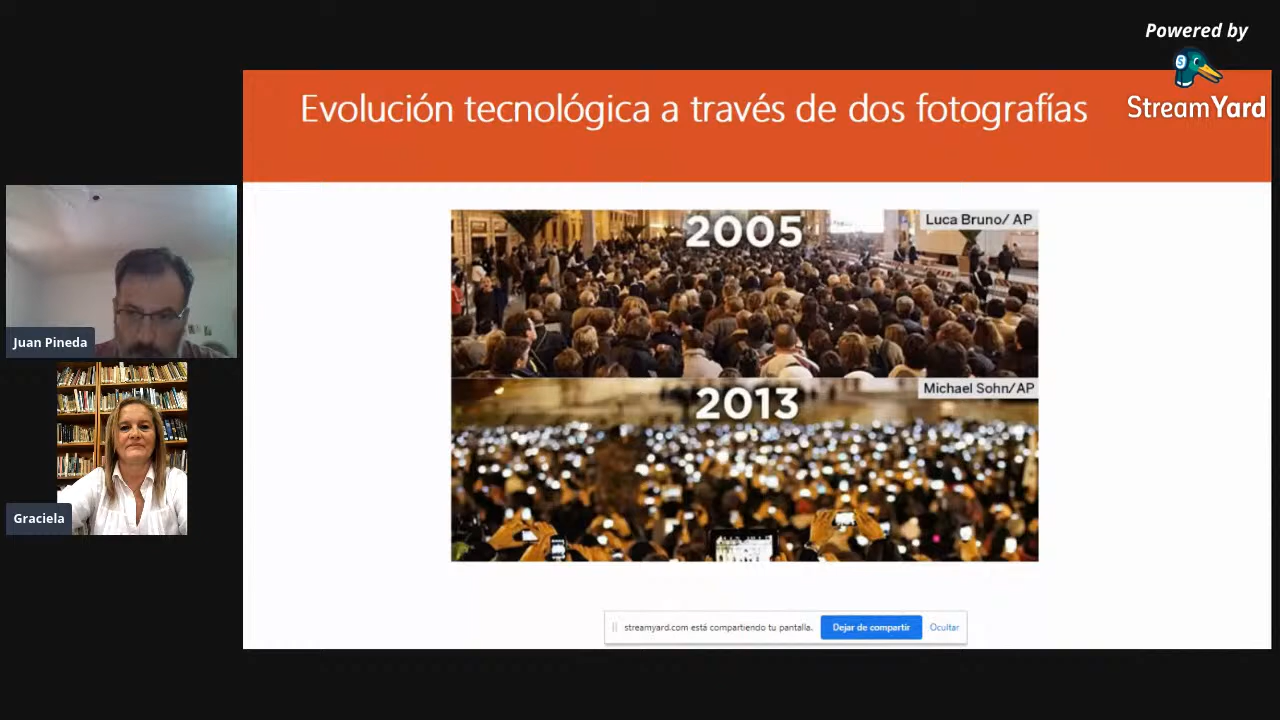 Powered by
StreamYard
Evolución tecnológica a través de dos fotografías
2005
Luca Bruno/ AP
2013
Michael Sohn/AP
Juan Pineda
Graciela
streamyard.com está compartiendo tu pantalla.
Dejar de compartir
Ocultar